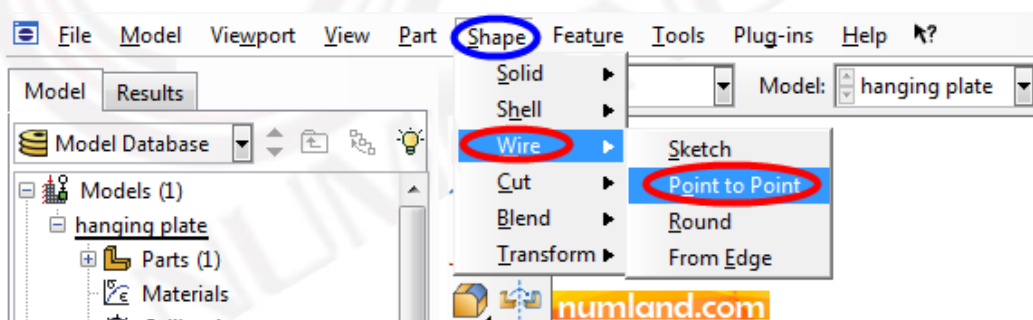 File Model Viewport View Part Shape Feature Tools Plug-ins Help ?
Model Results
Solid
Model: hanging plate
Shell
Model Database
Wire
Sketch
Models (1)
Cut
Point to Point
hanging plate
Blend
Round
Parts (1)
Transform
From Edge
Materials
numland.com